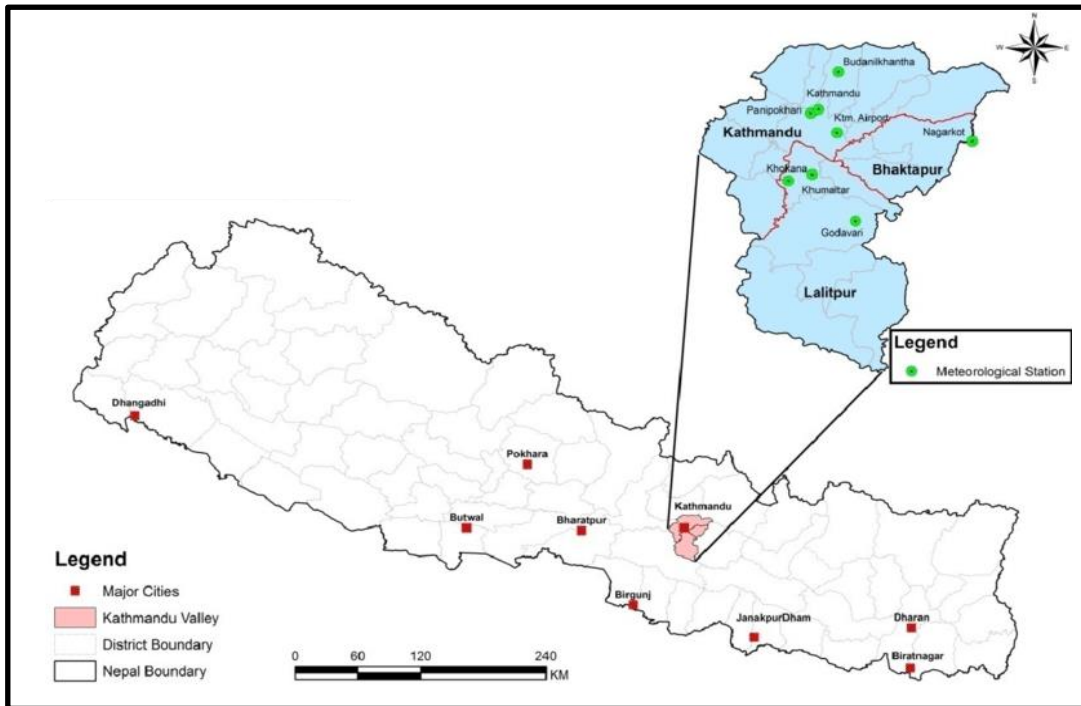 N
W
E
S
Budanilkhantha
Kathmandu
Panipokhari
Ktm. Airport
Kathmandu
Nagarkot
Bhaktapur
Khokana
Khumaltar
Godavari
Lalitpur
Legend
Meteorological Station
Dhangadhi
Pokhara
Kathmandu
Butwal
Bharatpur
Birgunj
JanakpurDham
Dharan
Biratnagar
Legend
Major Cities
Kathmandu Valley
District Boundary
Nepal Boundary
0 60 120 240
KM